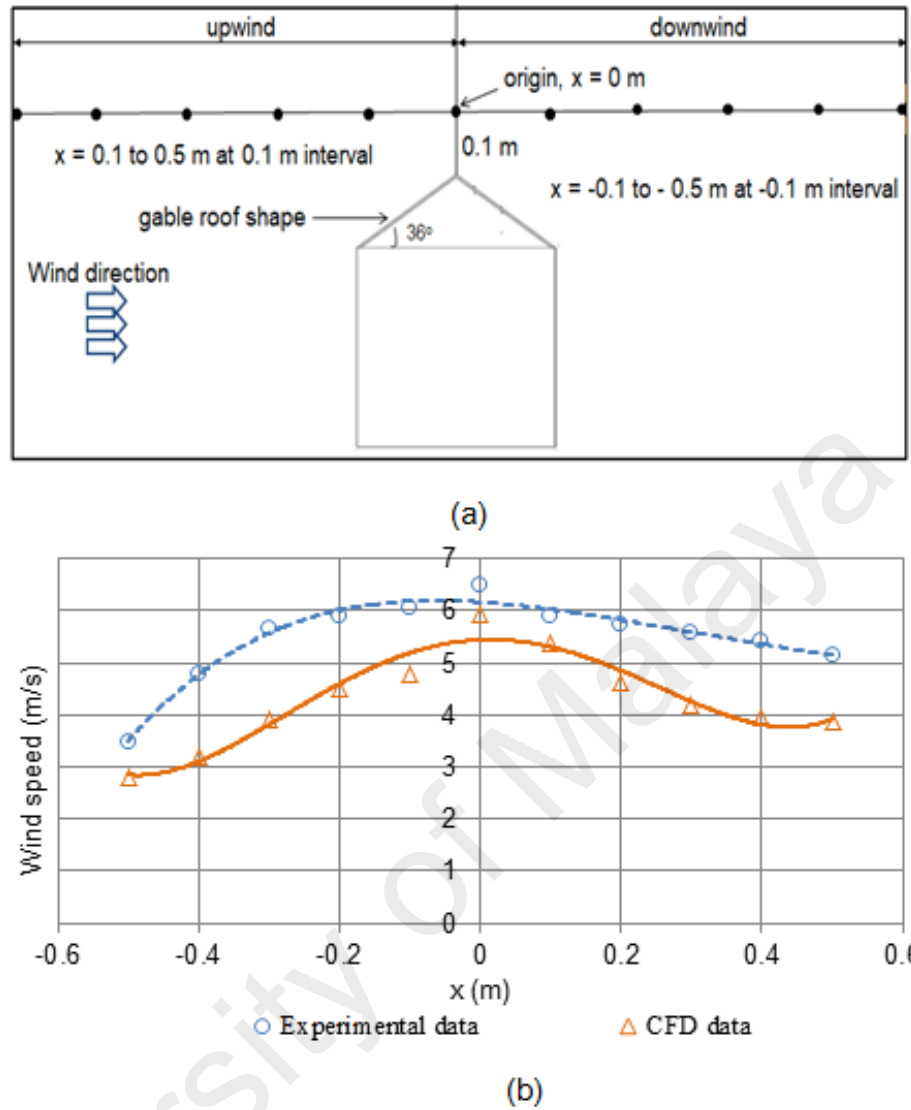 upwind
downwind
origin, x = 0 m
x = 0.1 to 0.5 m at 0.1 m interval
0.1 m
x = -0.1 to - 0.5 m at -0.1 m interval
gable roof shape
36º
Wind direction
(a)
7
6
5
4
3
2
1
0
Wind speed (m/s)
-0.6
-0.4
-0.2
0
0.2
0.4
0.6
x (m)
Experimental data
CFD data
(b)
rsity of Malaya